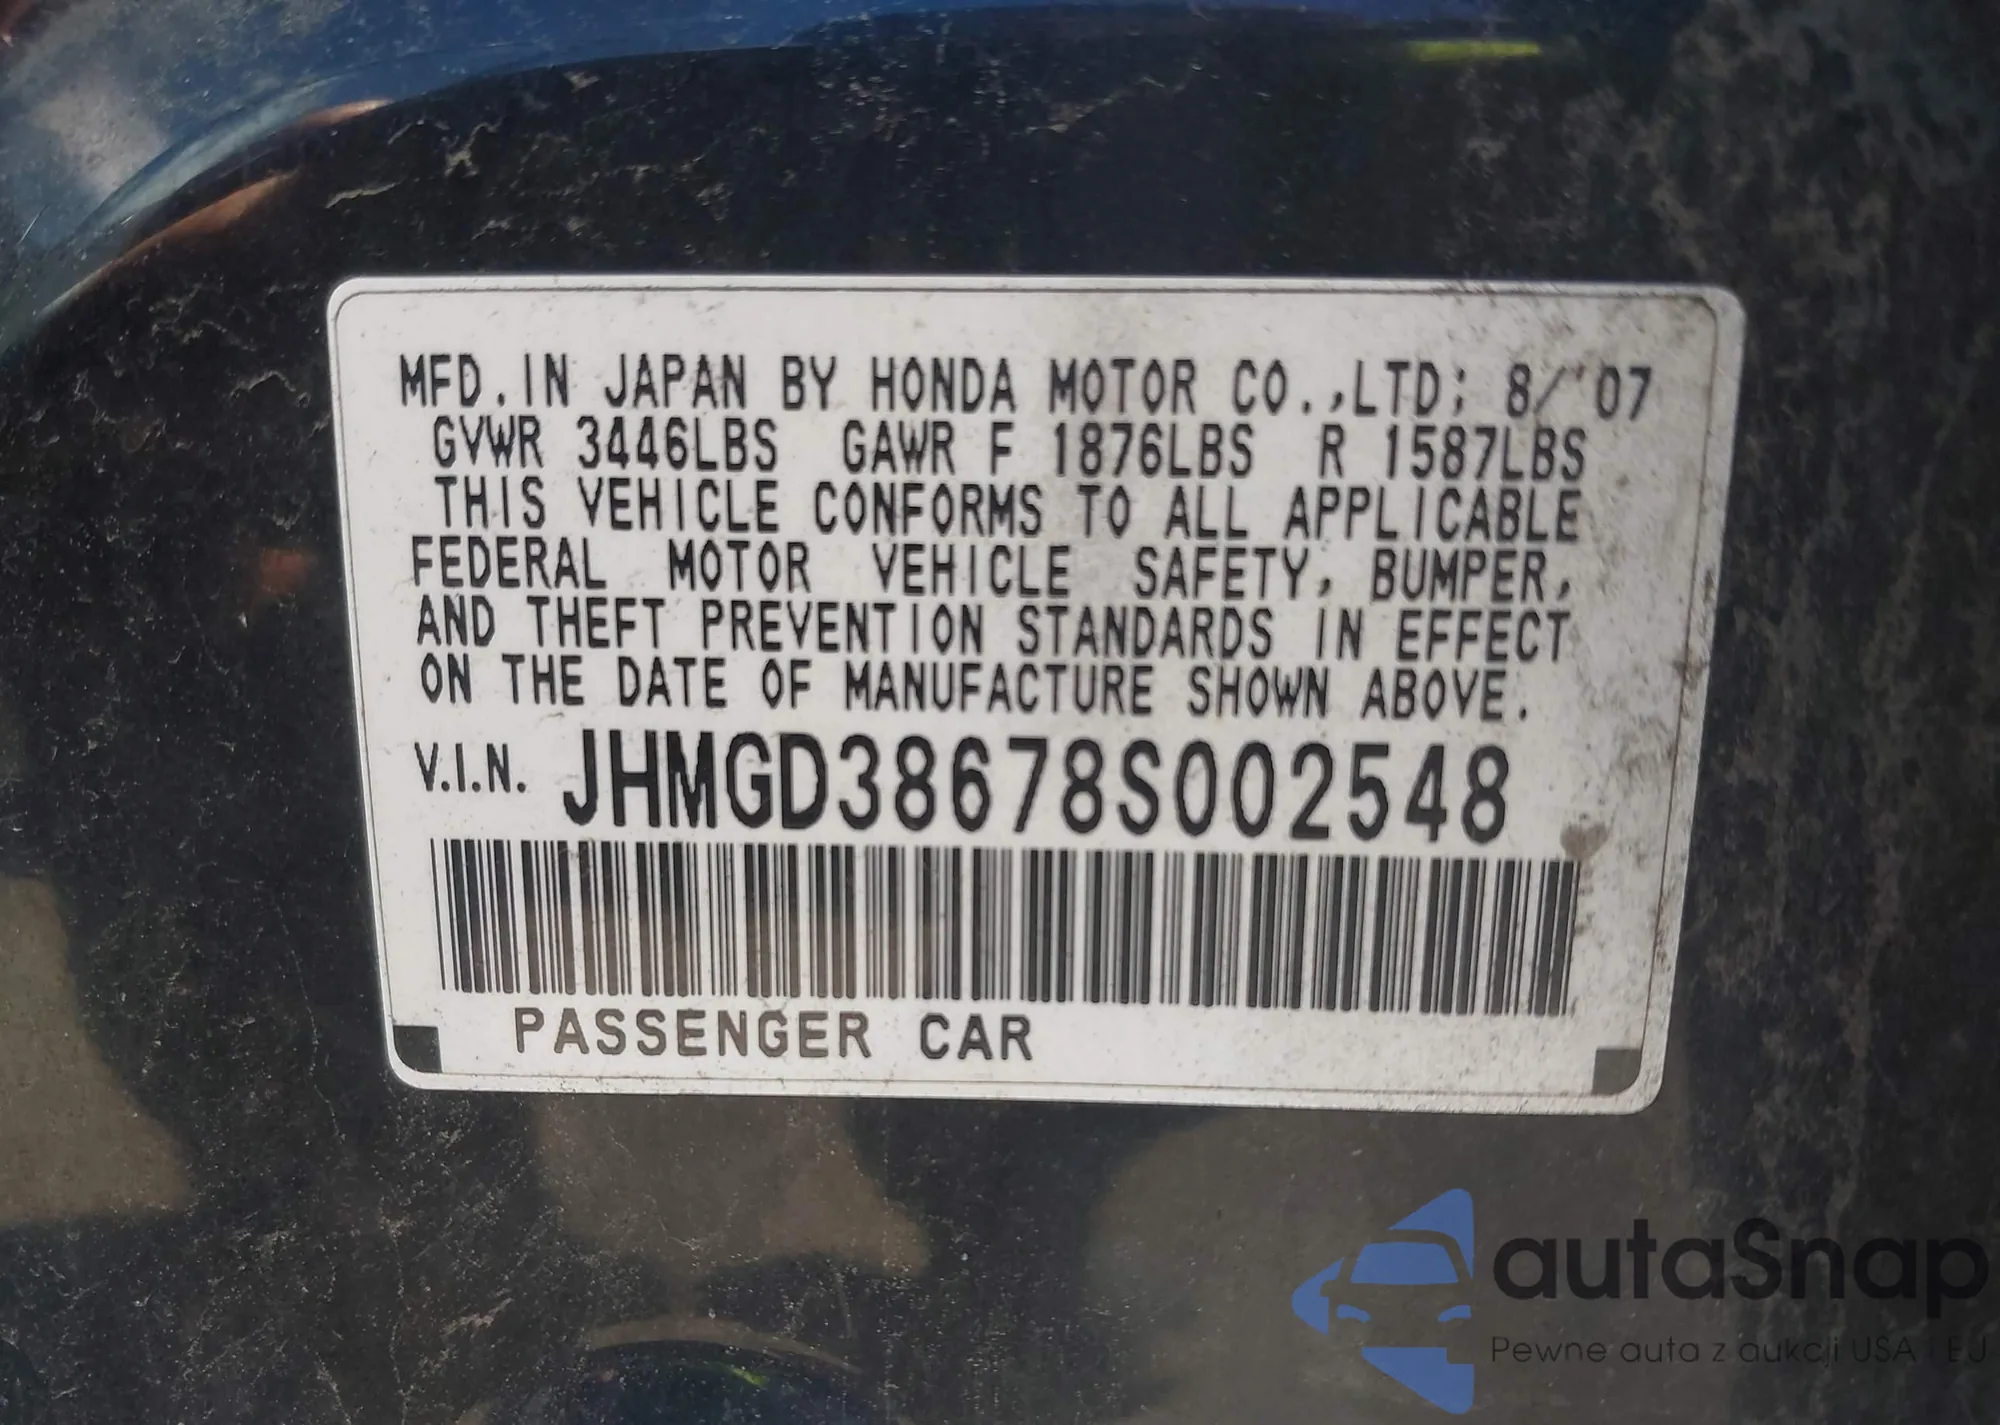 MFD. IN JAPAN BY HONDA MOTOR CO.,LTD; 8/'07
GVWR 3446LBS GAWR F 1876LBS R 1587LBS
THIS VEHICLE CONFORMS TO ALL APPLICABLE
FEDERAL MOTOR VEHICLE SAFETY, BUMPER,
AND THEFT PREVENTION STANDARDS IN EFFECT
ON THE DATE OF MANUFACTURE SHOWN ABOVE.
V.I.N. JHMGD38678S002548
PASSENGER CAR
autaSnap
Pewne auta z aukcji USA i EU